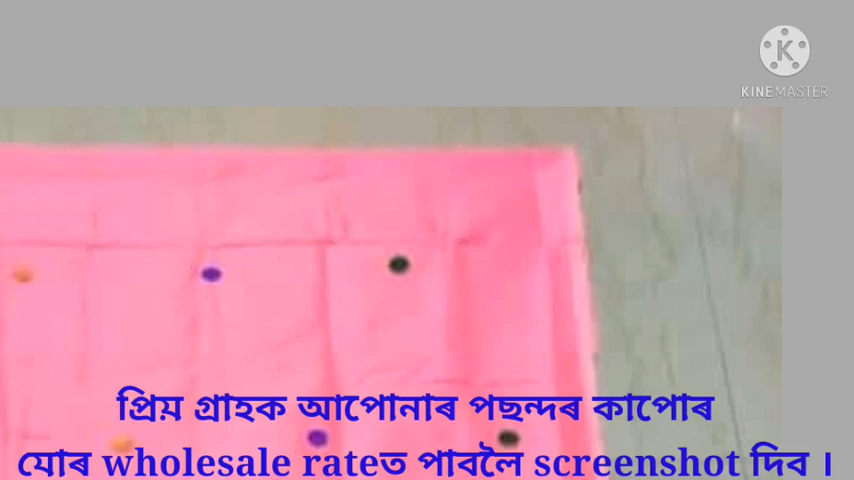 KINEMASTER
প্ৰিয় গ্ৰাহক আপোনাৰ পছন্দৰ কাপোৰ
যোৰ wholesale rateত পাবলৈ screenshot দিব ।